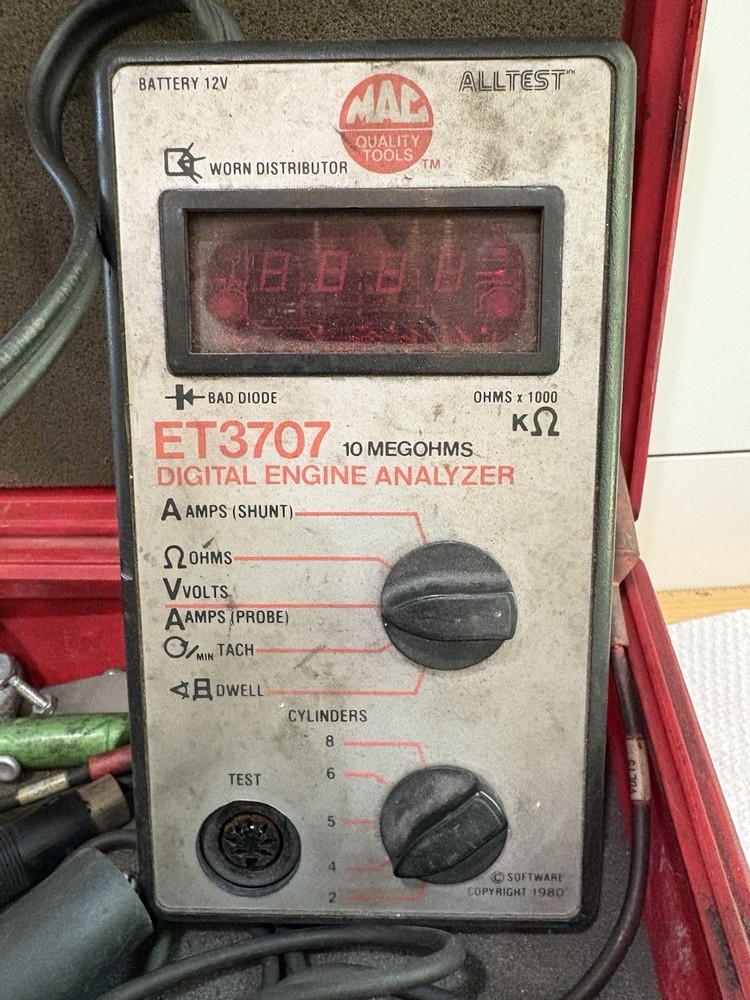 BATTERY 12V
ALLTEST™
MAC
QUALITY
TOOLS
TM
WORN DISTRIBUTOR
BAD DIODE
OHMS x 1000
KΩ
ET3707 10 MEGOHMS
DIGITAL ENGINE ANALYZER
A AMPS (SHUNT)
Ω OHMS
V VOLTS
A AMPS (PROBE)
/MIN TACH
DWELL
CYLINDERS
8
6
5
4
2
TEST
© SOFTWARE
COPYRIGHT 1980
VOLTS